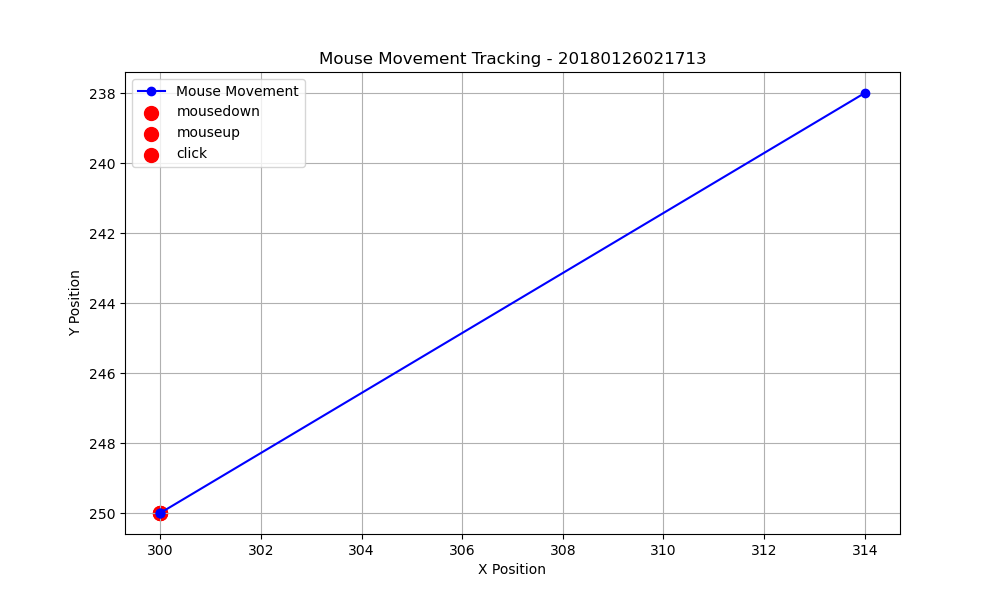 Mouse Movement Tracking - 20180126021713
Mouse Movement
mousedown
mouseup
click
238
240
242
244
246
248
250
Y Position
300 302 304 306 308 310 312 314
X Position